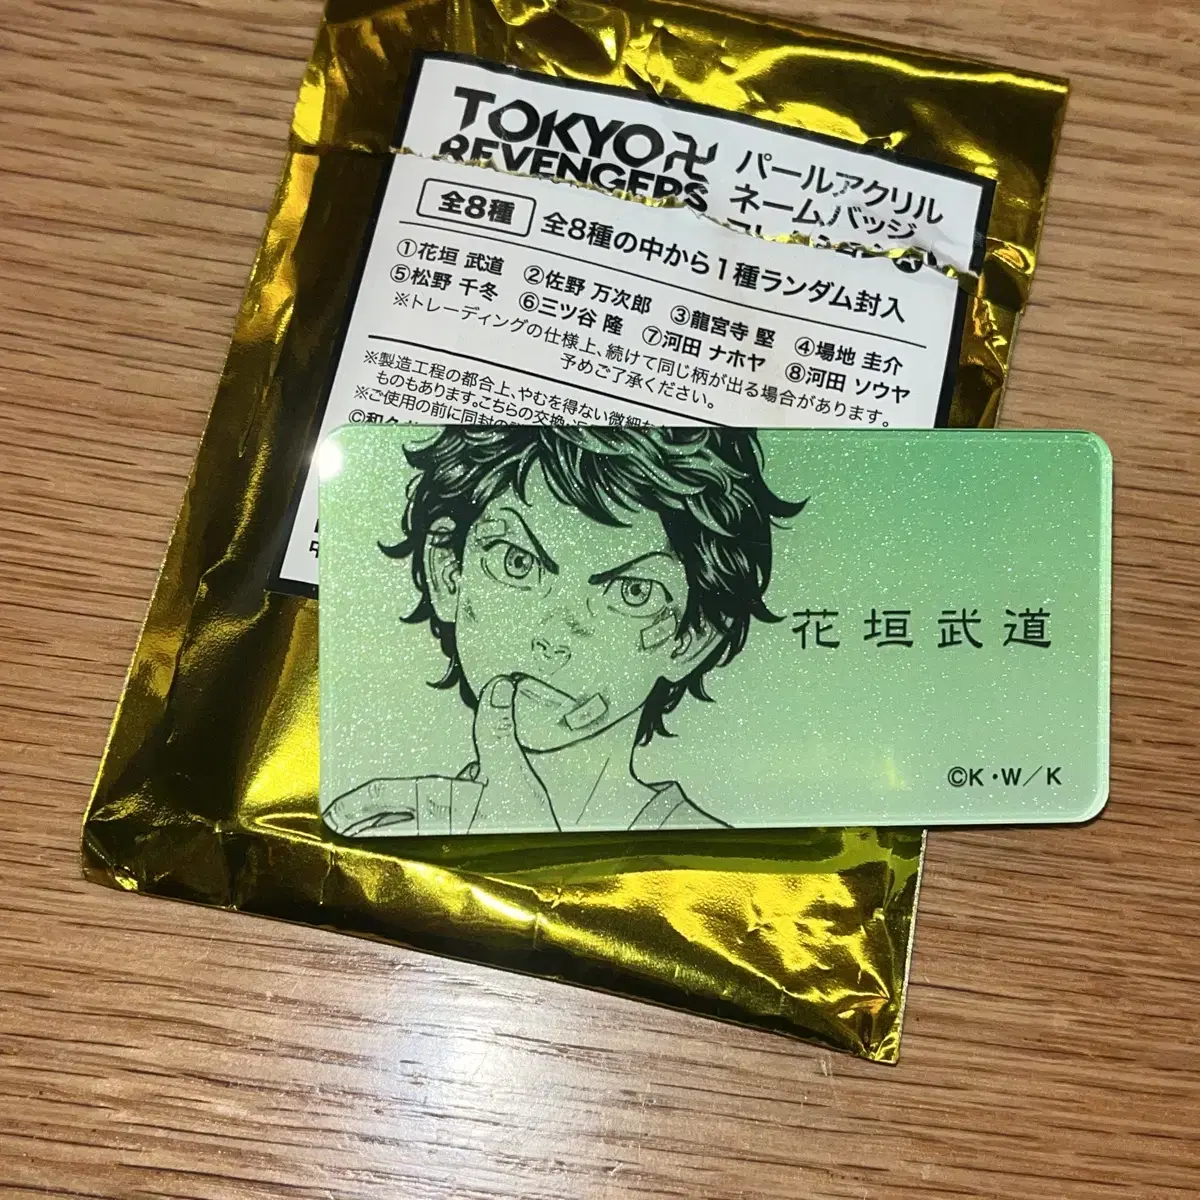 TOKYO卍
REVENGERS
パールアクリル
ネームバッジ
全8種
全8種の中から1種ランダム封入
①花垣 武道 ②佐野 万次郎 ③龍宮寺 堅 ④場地 圭介
⑤松野 千冬 ⑥三ツ谷 隆 ⑦河田 ナホヤ ⑧河田 ソウヤ
※トレーディングの仕様上、続けて同じ柄が出る場合があります。
予めご了承ください。
※製造工程の都合上、やむを得ない微細な
ものもあります。こちらの交換・
※ご使用の前に同封の
花垣武道
©K・W／K